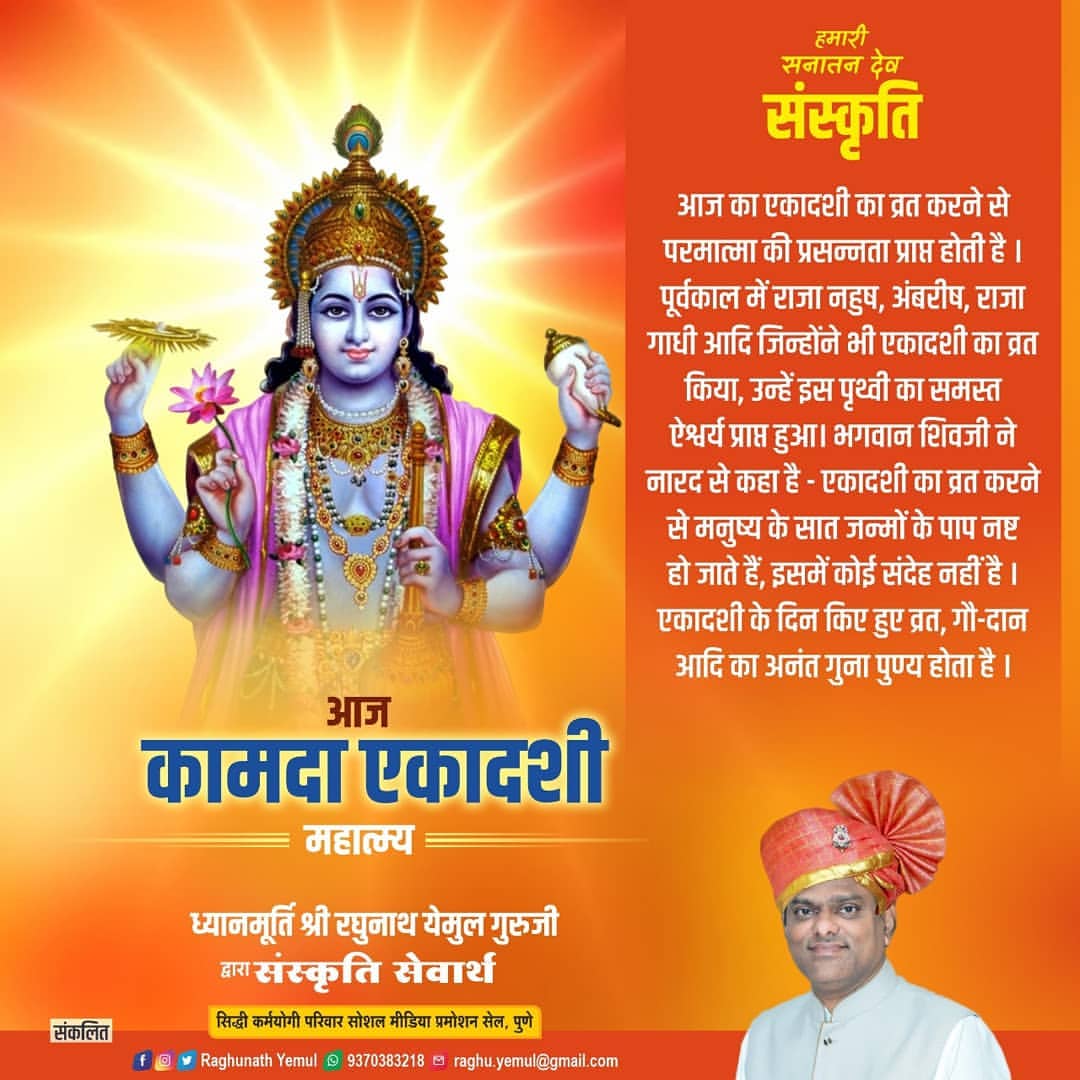 हमारी
सनातन देव
संस्कृति
आज का एकादशी का व्रत करने से
परमात्मा की प्रसन्नता प्राप्त होती है ।
पूर्वकाल में राजा नहुष, अंबरीष, राजा
गाधी आदि जिन्होंने भी एकादशी का व्रत
किया, उन्हें इस पृथ्वी का समस्त
ऐश्वर्य प्राप्त हुआ। भगवान शिवजी ने
नारद से कहा है - एकादशी का व्रत करने
से मनुष्य के सात जन्मों के पाप नष्ट
हो जाते हैं, इसमें कोई संदेह नहीं है ।
एकादशी के दिन किए हुए व्रत, गौ-दान
आदि का अनंत गुना पुण्य होता है ।
आज
कामदा एकादशी
महात्म्य
ध्यानमूर्ति श्री रघुनाथ येमुल गुरुजी
द्वारा संस्कृति सेवार्थ
सिद्धी कर्मयोगी परिवार सोशल मीडिया प्रमोशन सेल, पुणे
संकलित
Raghunath Yemul 9370383218 raghu.yemul@gmail.com